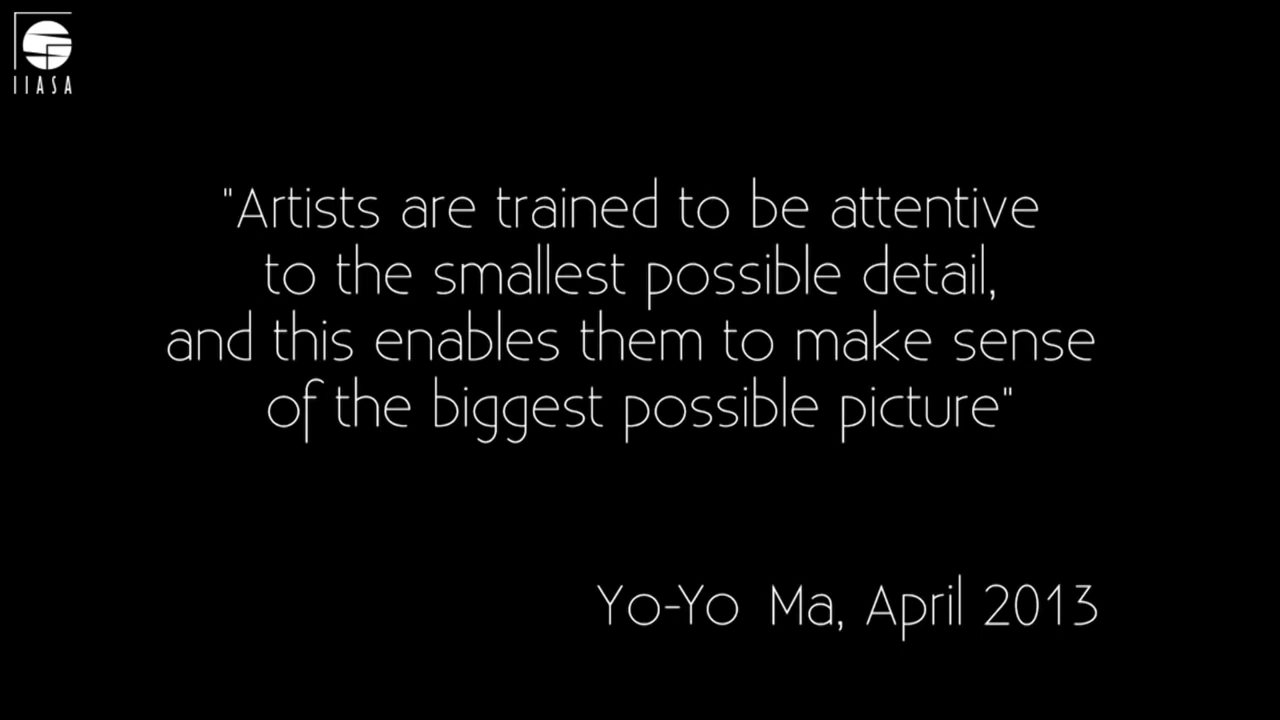 IIASA
"Artists are trained to be attentive
to the smallest possible detail,
and this enables them to make sense
of the biggest possible picture"
Yo-Yo Ma, April 2013